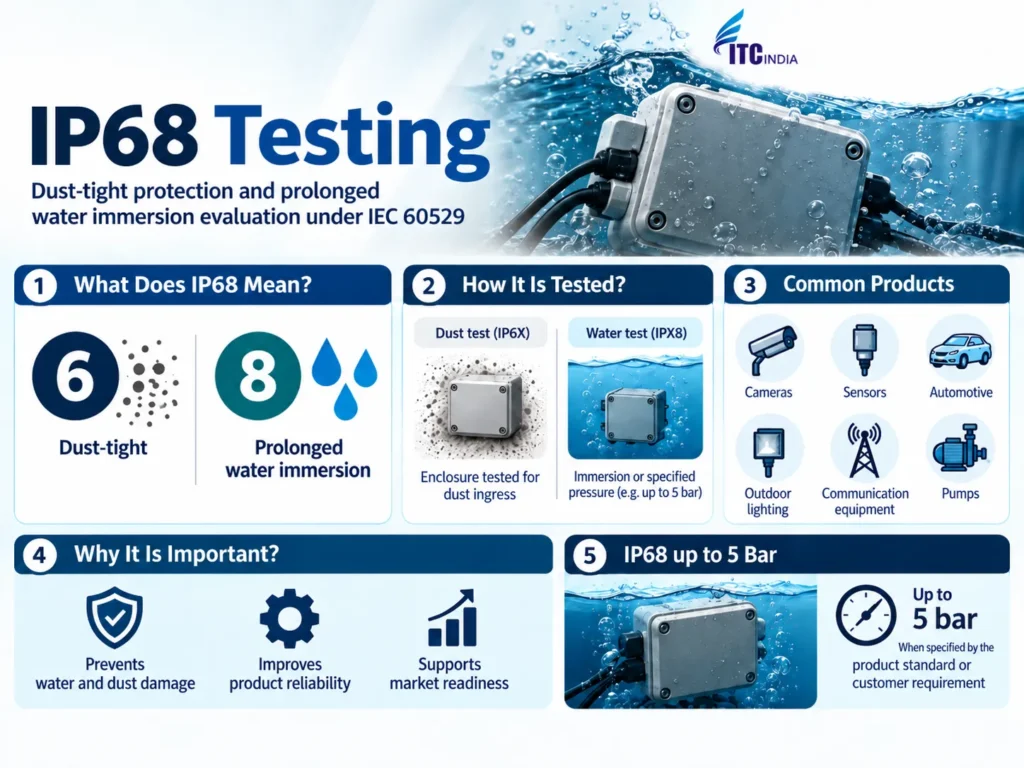 ITC INDIA
IP68 Testing
Dust-tight protection and prolonged
water immersion evaluation under IEC 60529
1 What Does IP68 Mean?
6
Dust-tight
8
Prolonged
water immersion
2 How It Is Tested?
Dust test (IP6X)
Enclosure tested for
dust ingress
Water test (IPX8)
Immersion or specified
pressure (e.g. up to 5 bar)
3 Common Products
Cameras
Sensors
Automotive
Outdoor
lighting
Communication
equipment
Pumps
4 Why It Is Important?
Prevents
water and dust damage
Improves
product reliability
Supports
market readiness
5 IP68 up to 5 Bar
Up to
5 bar
When specified by the
product standard or
customer requirement